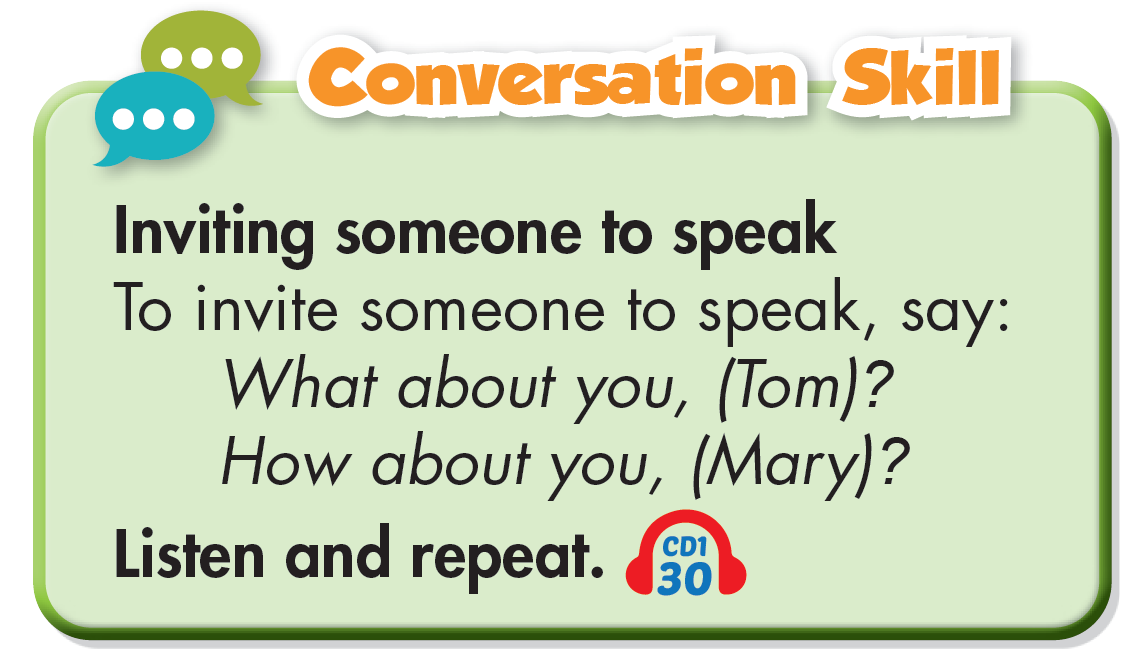 Conversation Skill
Inviting someone to speak
To invite someone to speak, say:
What about you, (Tom)?
How about you, (Mary)?
Listen and repeat.
CD1
30